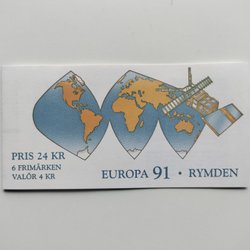 PRIS 24 KR
6 FRIMÄRKEN
VALÖR 4 KR
EUROPA 91 • RYMDEN